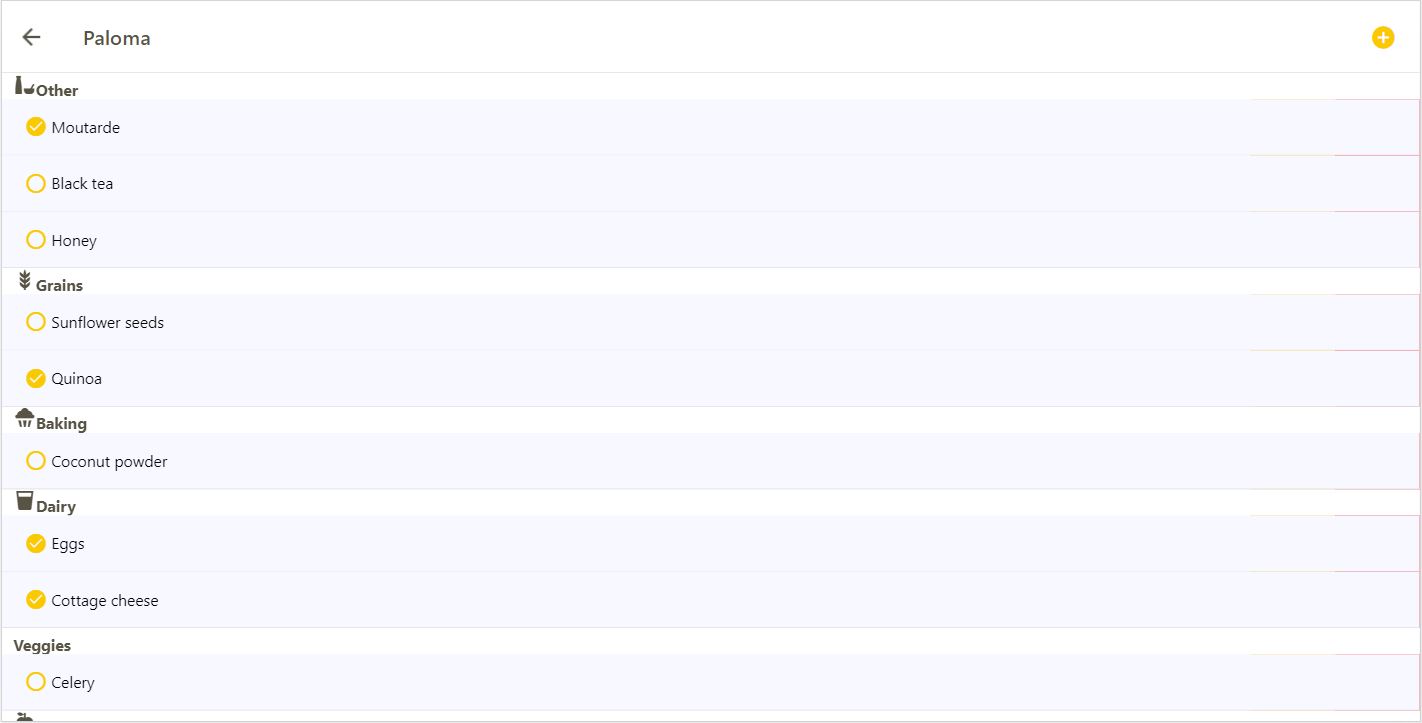 Paloma
Other
Moutarde
Black tea
Honey
Grains
Sunflower seeds
Quinoa
Baking
Coconut powder
Dairy
Eggs
Cottage cheese
Veggies
Celery